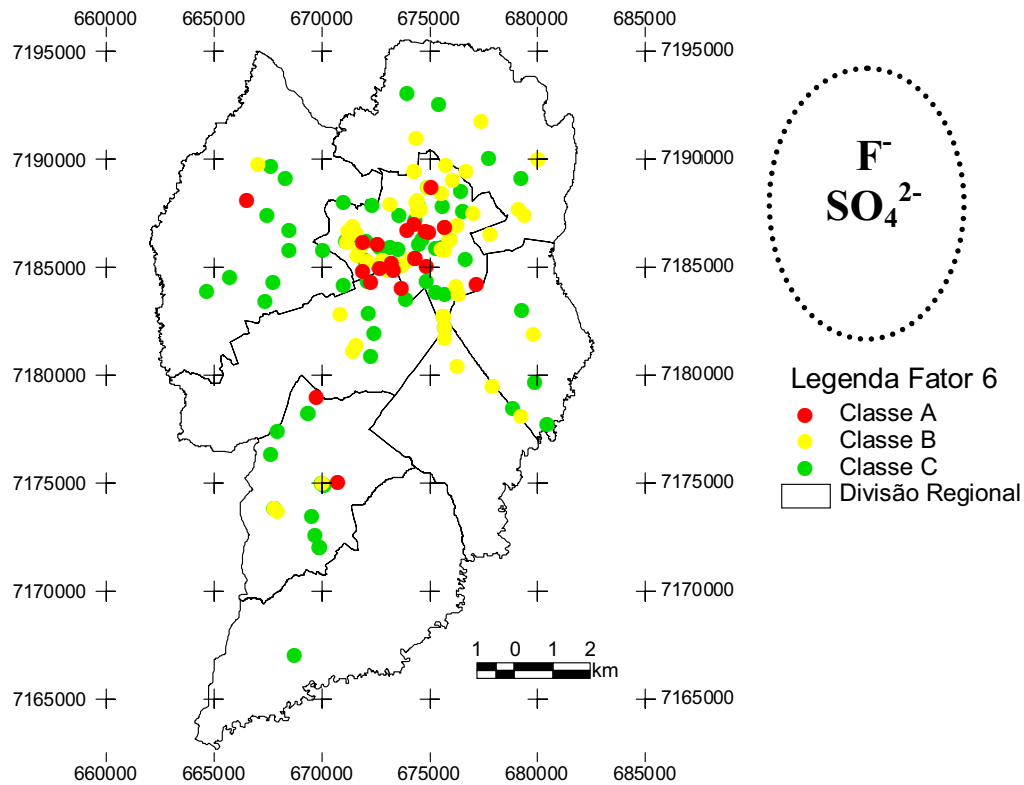 660000 665000 670000 675000 680000 685000
7195000 7195000
7190000 7190000
F-
SO4 2-
7185000 7185000
7180000 7180000
Legenda Fator 6
Classe A
Classe B
Classe C
Divisão Regional
7175000 7175000
7170000 7170000
1 0 1 2
km
7165000 7165000
660000 665000 670000 675000 680000 685000